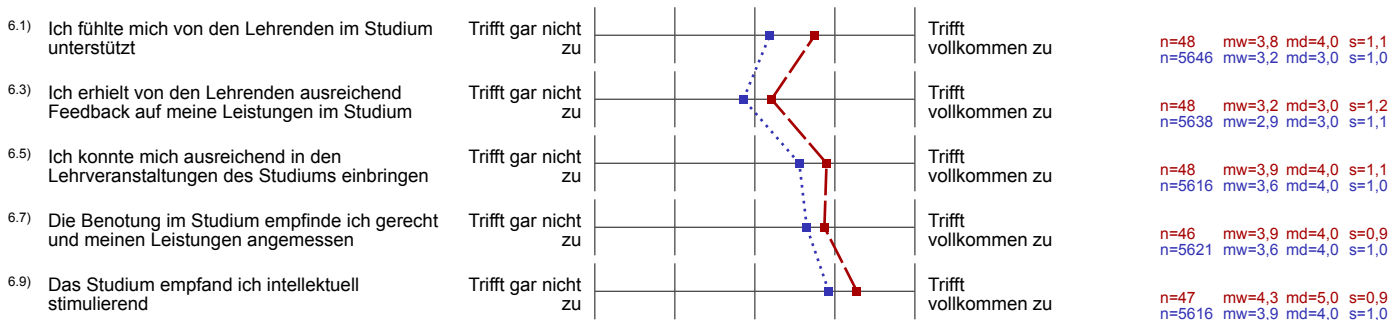 6.1) Ich fühlte mich von den Lehrenden im Studium
unterstützt
Trifft gar nicht
zu
Trifft
vollkommen zu
n=48 mw=3,8 md=4,0 s=1,1
n=5646 mw=3,2 md=3,0 s=1,0
6.3) Ich erhielt von den Lehrenden ausreichend
Feedback auf meine Leistungen im Studium
Trifft gar nicht
zu
Trifft
vollkommen zu
n=48 mw=3,2 md=3,0 s=1,2
n=5638 mw=2,9 md=3,0 s=1,1
6.5) Ich konnte mich ausreichend in den
Lehrveranstaltungen des Studiums einbringen
Trifft gar nicht
zu
Trifft
vollkommen zu
n=48 mw=3,9 md=4,0 s=1,1
n=5616 mw=3,6 md=4,0 s=1,0
6.7) Die Benotung im Studium empfinde ich gerecht
und meinen Leistungen angemessen
Trifft gar nicht
zu
Trifft
vollkommen zu
n=46 mw=3,9 md=4,0 s=0,9
n=5621 mw=3,6 md=4,0 s=1,0
6.9) Das Studium empfand ich intellektuell
stimulierend
Trifft gar nicht
zu
Trifft
vollkommen zu
n=47 mw=4,3 md=5,0 s=0,9
n=5616 mw=3,9 md=4,0 s=1,0